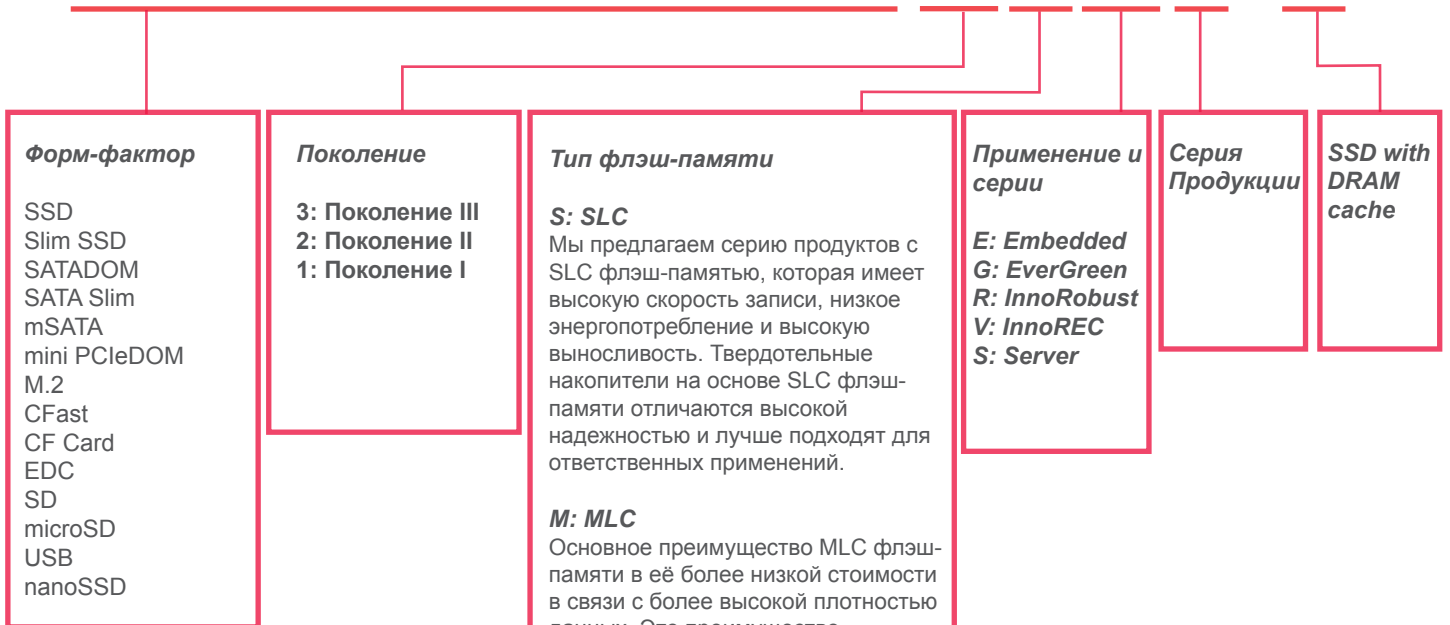 Форм-фактор
SSD
Slim SSD
SATADOM
SATA Slim
mSATA
mini PCIeDOM
M.2
CFast
CF Card
EDC
SD
microSD
USB
nanoSSD
Поколение
3: Поколение III
2: Поколение II
1: Поколение I
Тип флэш-памяти
S: SLC
Мы предлагаем серию продуктов с
SLC флэш-памятью, которая имеет
высокую скорость записи, низкое
энергопотребление и высокую
выносливость. Твердотельные
накопители на основе SLC флэш-
памяти отличаются высокой
надежностью и лучше подходят для
ответственных применений.
M: MLC
Основное преимущество MLC флэш-
памяти в её более низкой стоимости
в связи с более высокой плотностью
Применение и
серии
E: Embedded
G: EverGreen
R: InnoRobust
V: InnoREC
S: Server
Серия
Продукции
SSD with
DRAM
cache